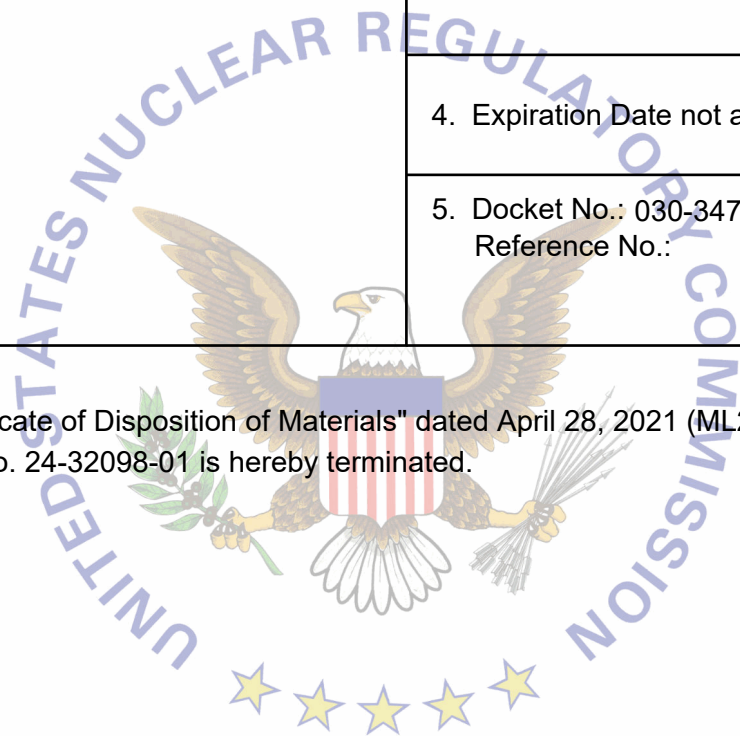 UNITED STATES NUCLEAR REGULATORY COMMISSION
4. Expiration Date not a
5. Docket No.: 030-347
Reference No.:
cate of Disposition of Materials" dated April 28, 2021 (ML2
o. 24-32098-01 is hereby terminated.